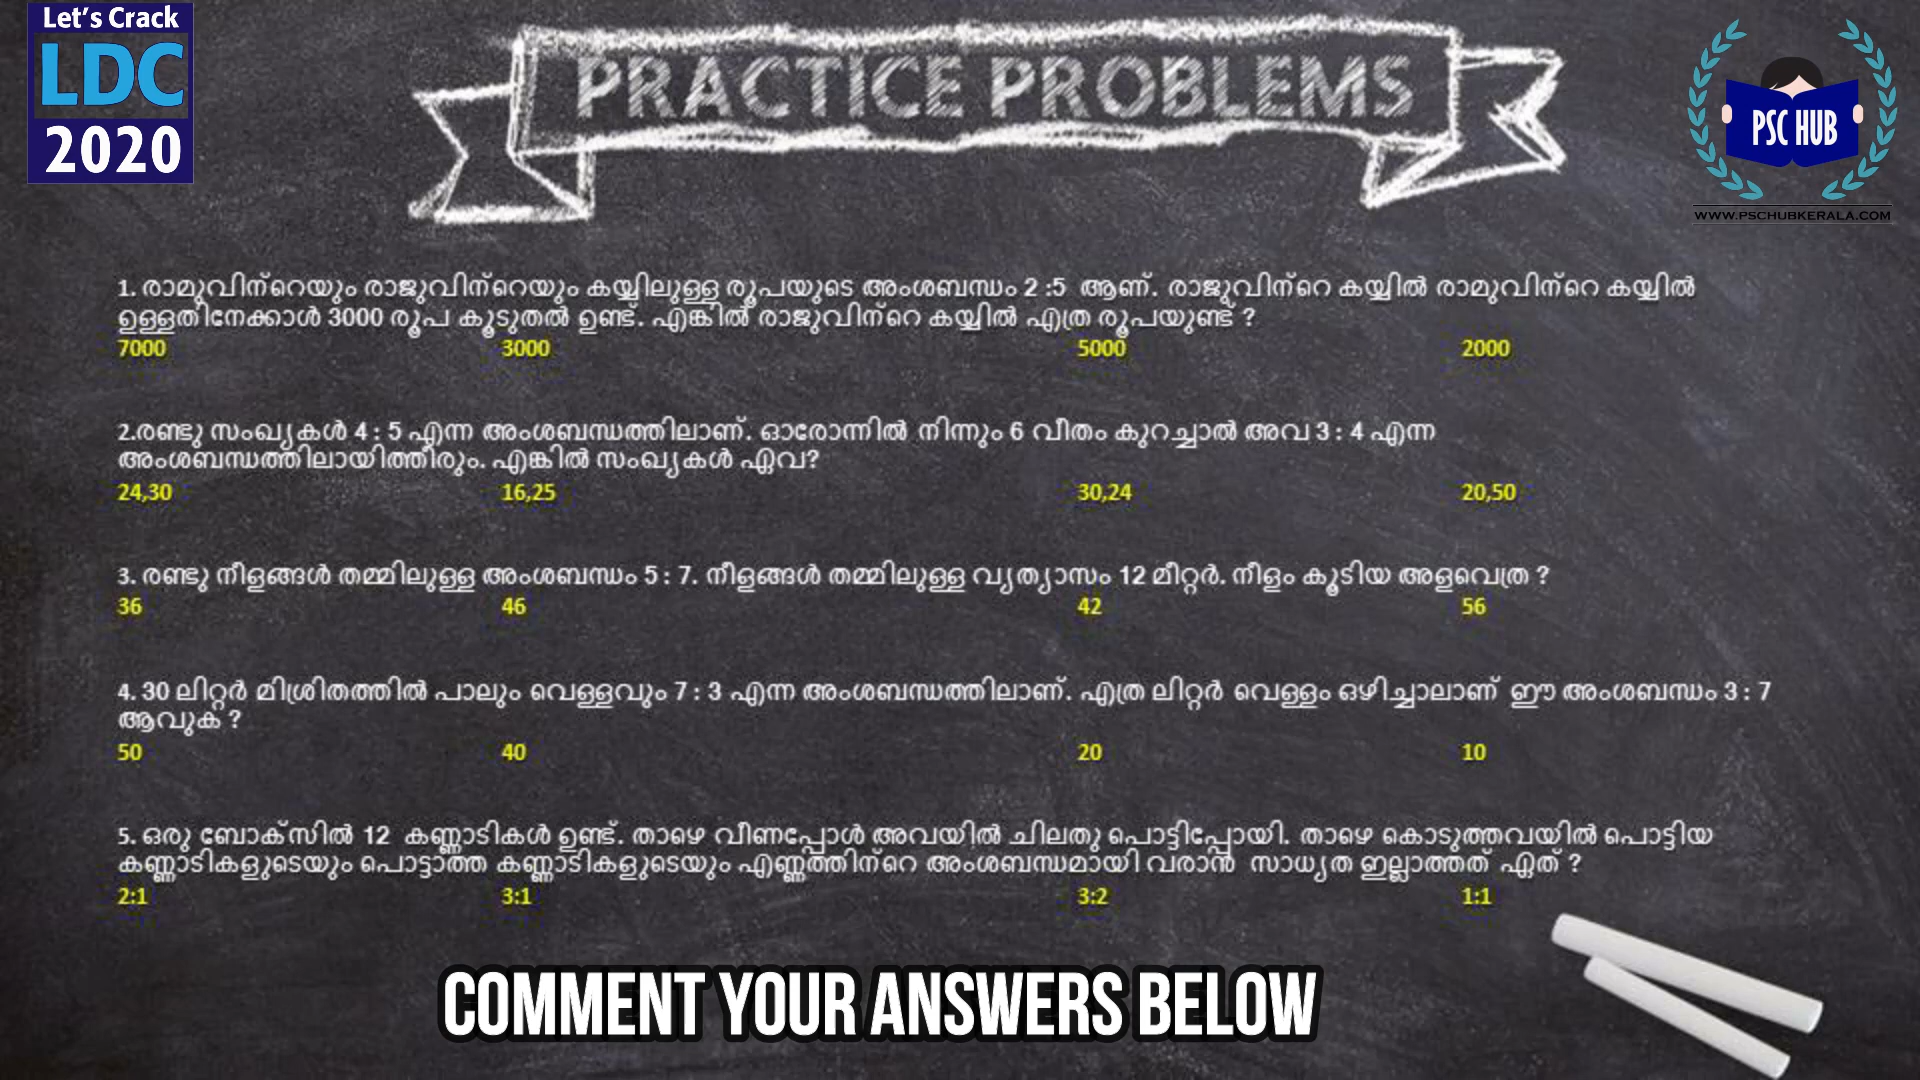 Let's Crack
LDC
2020
PRACTICE PROBLEMS
PSC HUB
WWW.PSCHUBKERALA.COM
1. രാമുവിന്റെയും രാജുവിന്റെയും കയ്യിലുള്ള രൂപയുടെ അംശബന്ധം 2 :5 ആണ്. രാജുവിന്റെ കയ്യിൽ രാമുവിന്റെ കയ്യിൽ
ഉള്ളതിനേക്കാൾ 3000 രൂപ കൂടുതൽ ഉണ്ട്. എങ്കിൽ രാജുവിന്റെ കയ്യിൽ എത്ര രൂപയുണ്ട് ?
7000 3000 5000 2000
2.രണ്ടു സംഖ്യകൾ 4 : 5 എന്ന അംശബന്ധത്തിലാണ്. ഓരോന്നിൽ നിന്നും 6 വീതം കുറച്ചാൽ അവ 3 : 4 എന്ന
അംശബന്ധത്തിലായിത്തീരും. എങ്കിൽ സംഖ്യകൾ ഏവ?
24,30 16,25 30,24 20,50
3. രണ്ടു നീളങ്ങൾ തമ്മിലുള്ള അംശബന്ധം 5 : 7. നീളങ്ങൾ തമ്മിലുള്ള വ്യത്യാസം 12 മീറ്റർ. നീളം കൂടിയ അളവെത്ര ?
36 46 42 56
4. 30 ലിറ്റർ മിശ്രിതത്തിൽ പാലും വെള്ളവും 7 : 3 എന്ന അംശബന്ധത്തിലാണ്. എത്ര ലിറ്റർ വെള്ളം ഒഴിച്ചാലാണ് ഈ അംശബന്ധം 3 : 7
ആവുക ?
50 40 20 10
5. ഒരു ബോക്സിൽ 12 കണ്ണാടികൾ ഉണ്ട്. താഴെ വീണപ്പോൾ അവയിൽ ചിലതു പൊട്ടിപ്പോയി. താഴെ കൊടുത്തവയിൽ പൊട്ടിയ
കണ്ണാടികളുടെയും പൊട്ടാത്ത കണ്ണാടികളുടെയും എണ്ണത്തിന്റെ അംശബന്ധമായി വരാൻ സാധ്യത ഇല്ലാത്തത് ഏത് ?
2:1 3:1 3:2 1:1
COMMENT YOUR ANSWERS BELOW